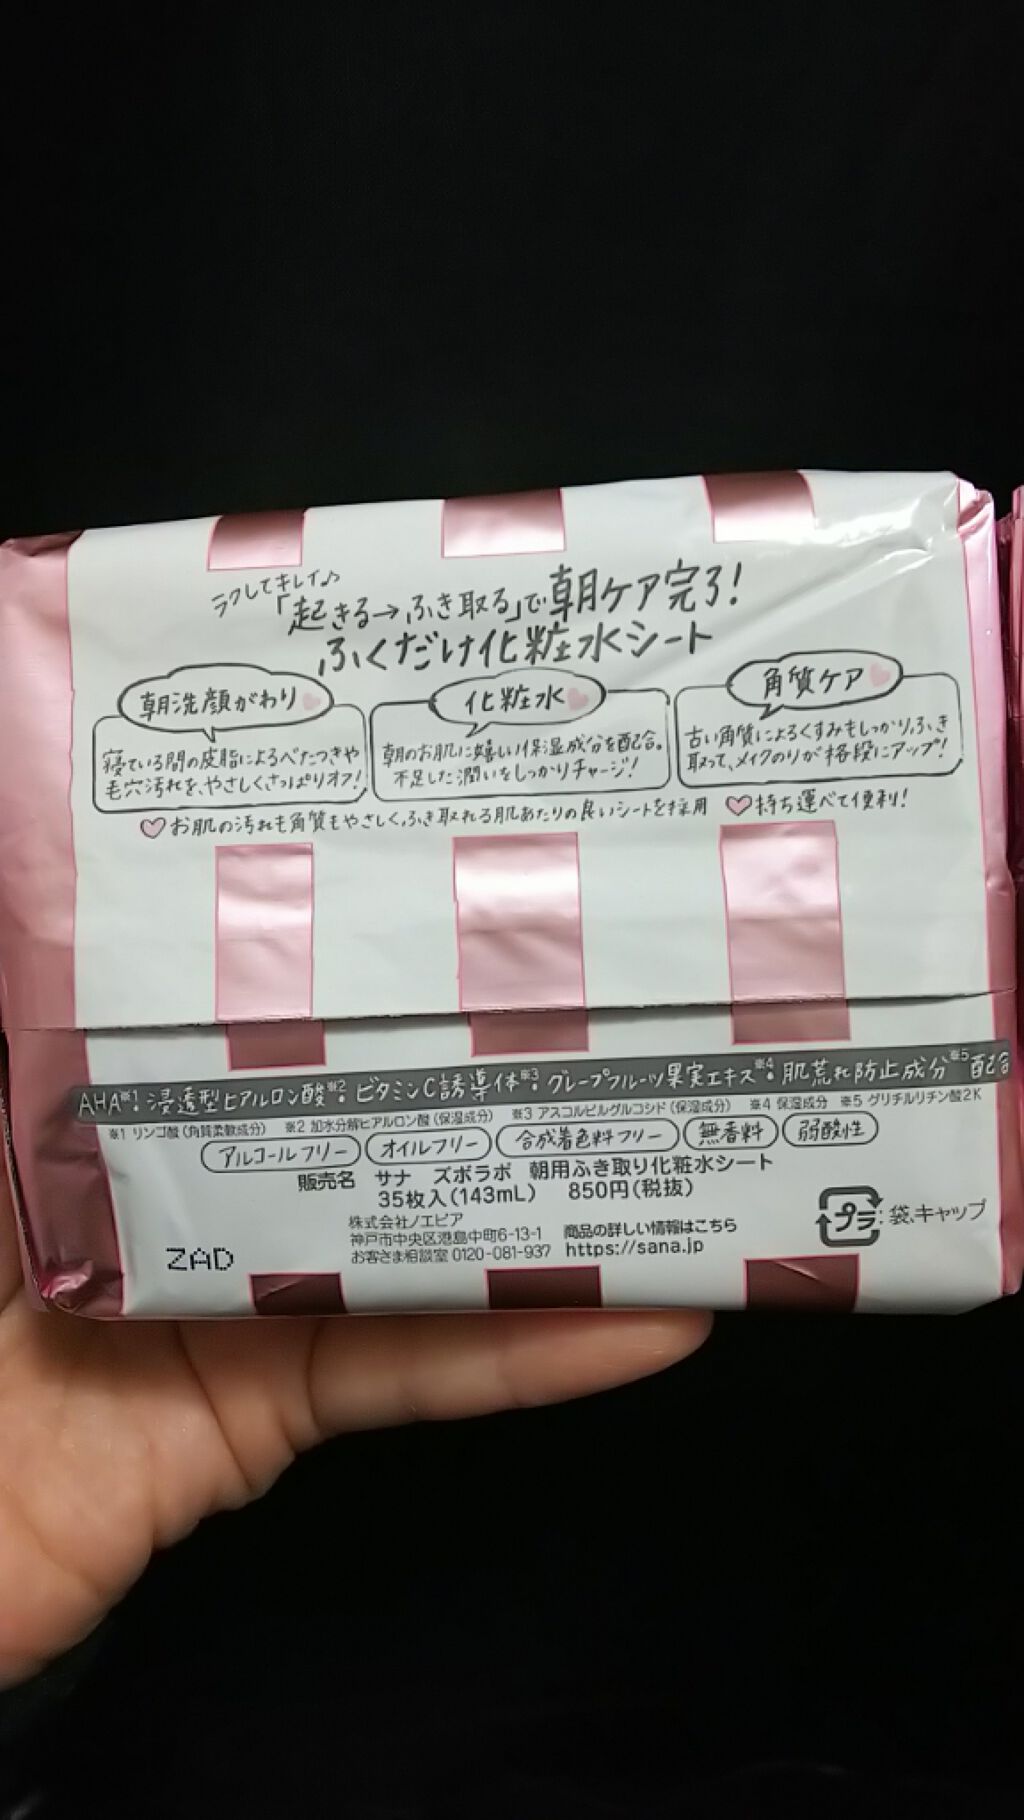 ラクしてキレイ♪
「起きる→ふき取る」で朝ケア完了!
ふくだけ化粧水シート
朝洗顔がわり
寝ている間の皮脂によるべたつきや
毛穴汚れを、やさしくさっぱりオフ!
化粧水
朝のお肌に嬉しい保湿成分を配合。
不足した潤いをしっかりチャージ!
角質ケア
古い角質によるくすみもしっかりふき
取って、メイクのりが格段にアップ!
♡お肌の汚れも角質もやさしくふき取れる肌あたりの良いシートを採用 ♡持ち運べて便利!
AHA※1・浸透型ヒアルロン酸※2・ビタミンC誘導体※3・グレープフルーツ果実エキス※4・肌荒れ防止成分※5配合
※1 リンゴ酸(角質柔軟成分) ※2 加水分解ヒアルロン酸(保湿成分) ※3 アスコルビルグルコシド(保湿成分) ※4 保湿成分 ※5 グリチルリチン酸2K
アルコールフリー オイルフリー 合成着色料フリー 無香料 弱酸性
販売名 サナ ズボラボ 朝用ふき取り化粧水シート
35枚入(143mL) 850円(税抜)
株式会社ノエビア
神戸市中央区港島中町6-13-1
お客さま相談室 0120-081-937
商品の詳しい情報はこちら
https://sana.jp
プラ:袋、キャップ
ZAD